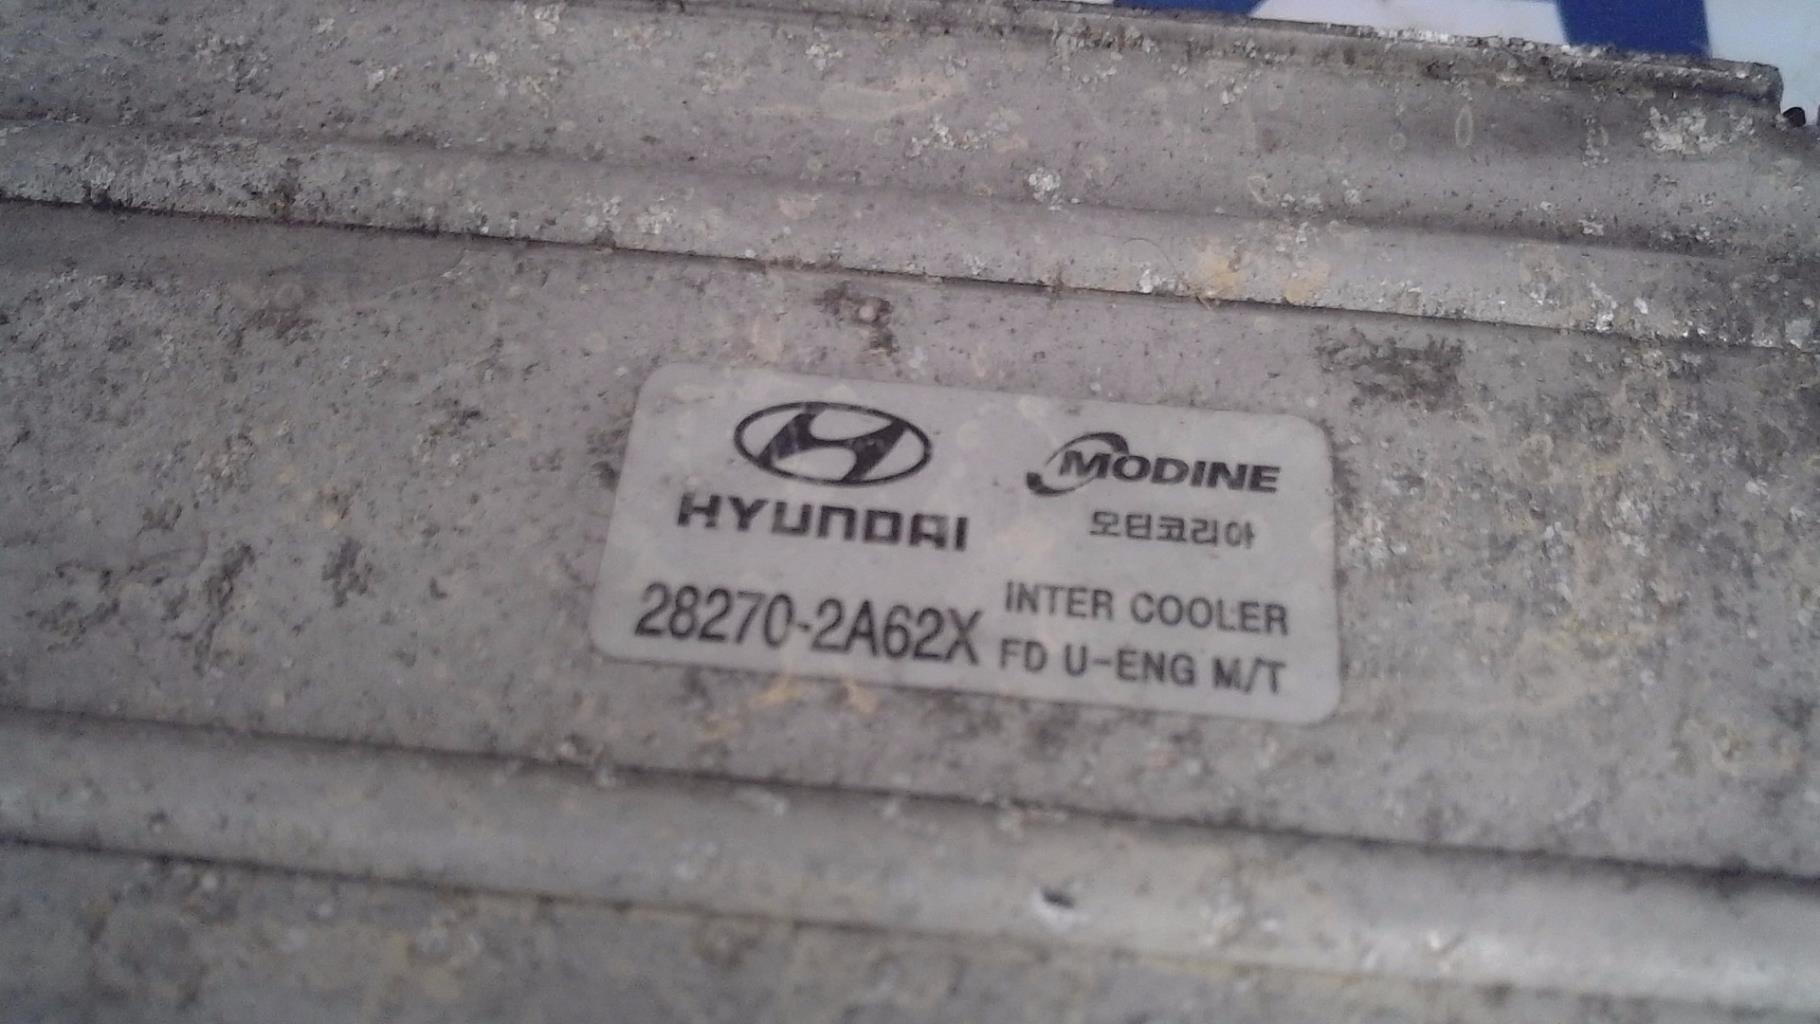 HYUNDAI
MODINE
모딘코리아
28270-2A62X
INTER COOLER
FD U-ENG M/T